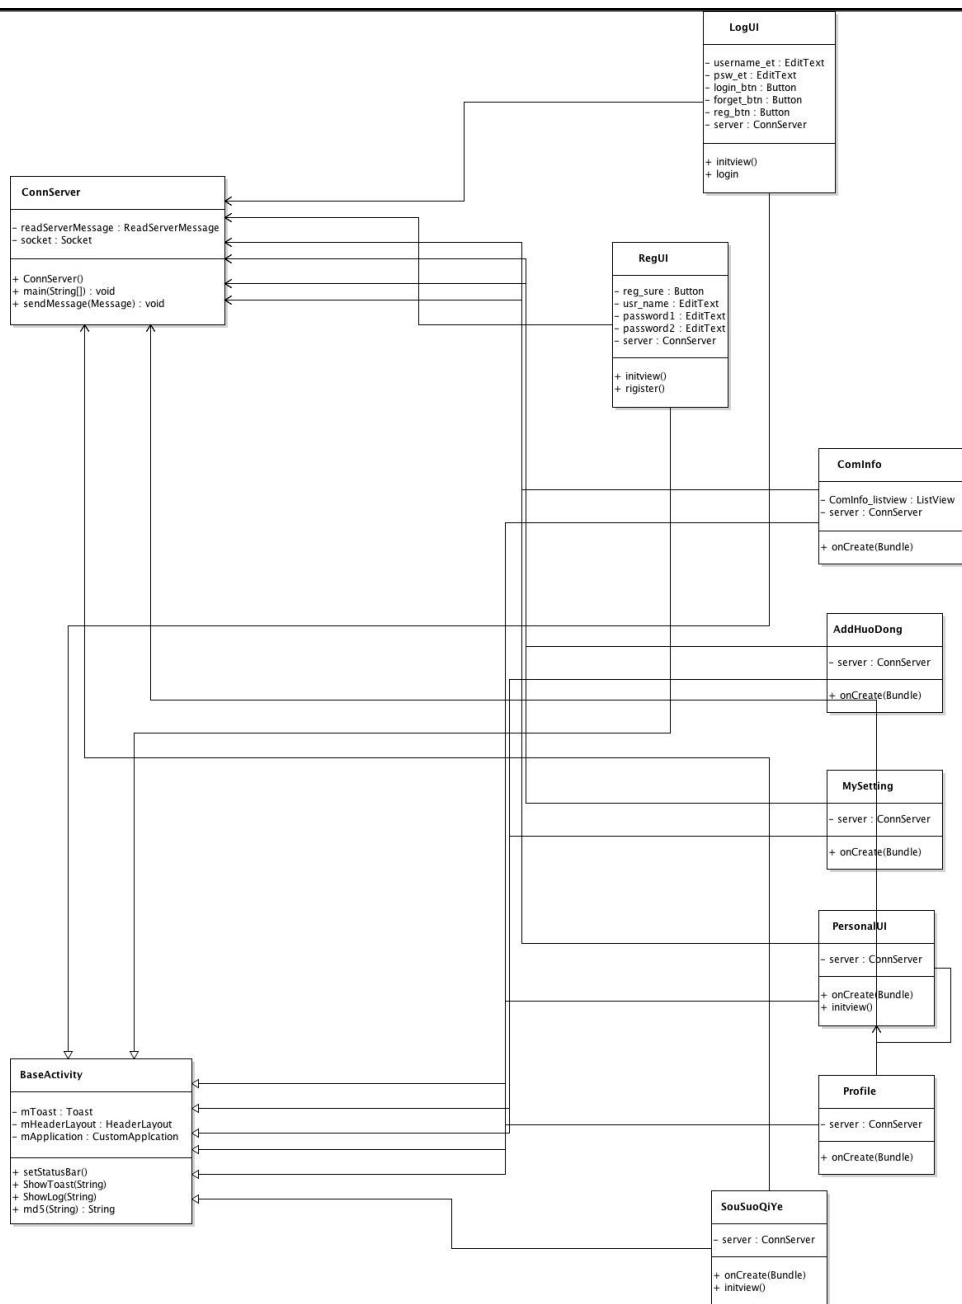 LogUI
- username_et : EditText
- psw_et : EditText
- login_btn : Button
- forget_btn : Button
- reg_btn : Button
- server : ConnServer
+ initview()
+ login
ConnServer
- readServerMessage : ReadServerMessage
- socket : Socket
+ ConnServer()
+ main(String[]) : void
+ sendMessage(Message) : void
RegUI
- reg_sure : Button
- usr_name : EditText
- password1 : EditText
- password2 : EditText
- server : ConnServer
+ initview()
+ rigister()
ComInfo
- ComInfo_listview : ListView
- server : ConnServer
+ onCreate(Bundle)
AddHuoDong
- server : ConnServer
+ onCreate(Bundle)
MySetting
- server : ConnServer
+ onCreate(Bundle)
PersonalUI
- server : ConnServer
+ onCreate(Bundle)
+ initview()
BaseActivity
- mToast : Toast
- mHeaderLayout : HeaderLayout
- mApplication : CustomApplcation
+ setStatusBar()
+ ShowToast(String)
+ ShowLog(String)
+ md5(String) : String
Profile
- server : ConnServer
+ onCreate(Bundle)
SouSuoQiYe
- server : ConnServer
+ onCreate(Bundle)
+ initview()